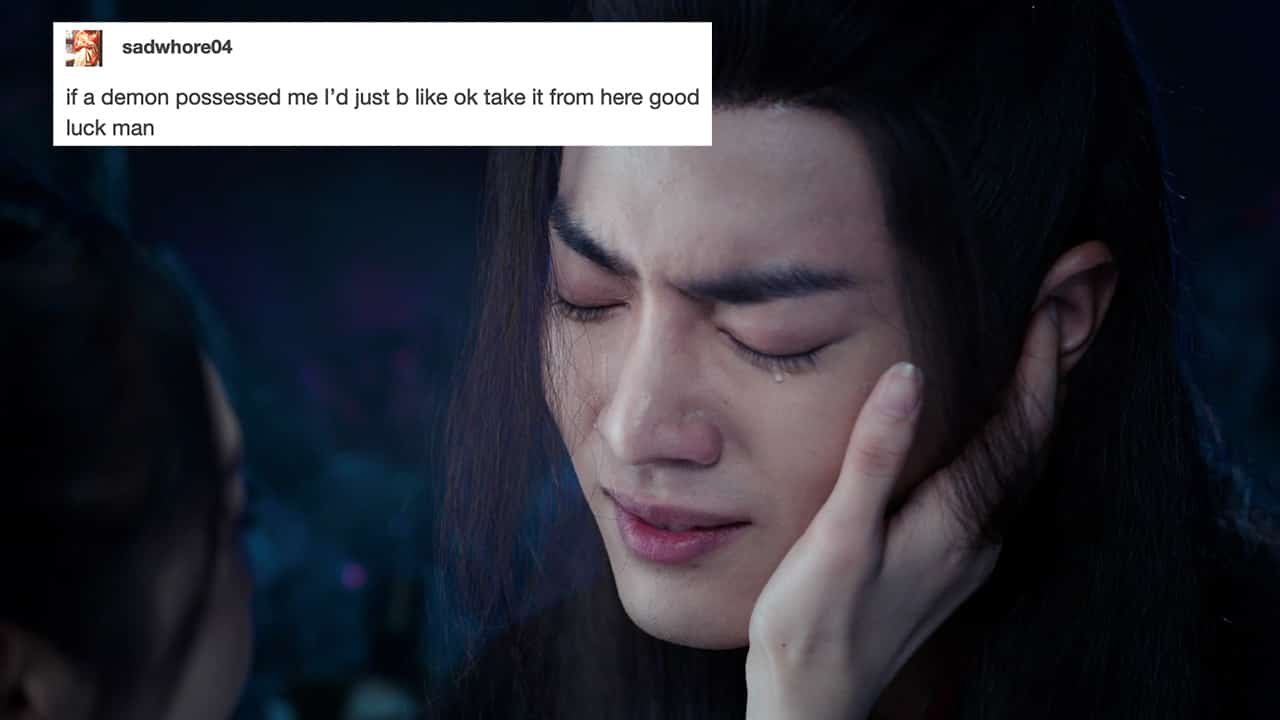 sadwhore04
if a demon possessed me I’d just b like ok take it from here good
luck man